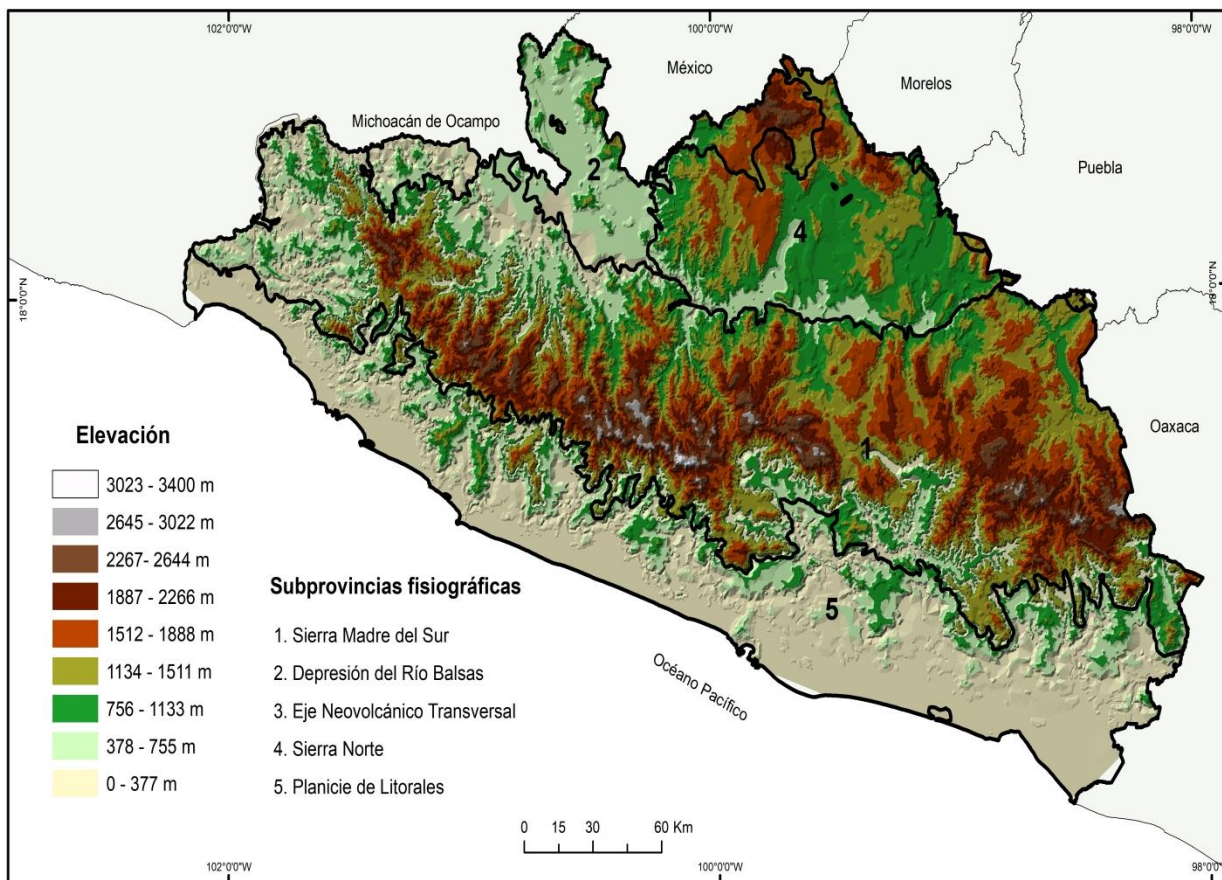 102°0'0"W
100°0'0"W
98°0'0"W
México
Morelos
Michoacán de Ocampo
Puebla
2
4
18°0'0"N
18°0'0"N
Oaxaca
1
Elevación
3023 - 3400 m
2645 - 3022 m
2267- 2644 m
1887 - 2266 m
1512 - 1888 m
1134 - 1511 m
756 - 1133 m
378 - 755 m
0 - 377 m
Subprovincias fisiográficas
1. Sierra Madre del Sur
2. Depresión del Río Balsas
3. Eje Neovolcánico Transversal
4. Sierra Norte
5. Planicie de Litorales
5
Océano Pacífico
0 15 30 60 Km
102°0'0"W
100°0'0"W
98°0'0"W